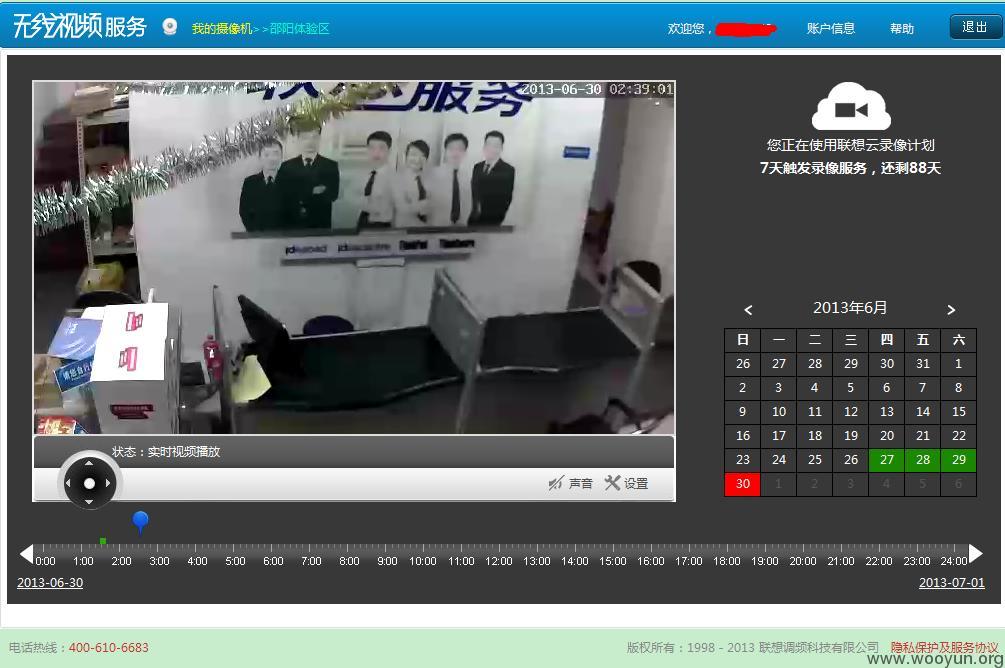 无线视频服务
我的摄像机>>邵阳体验区
欢迎您，
账户信息
帮助
退出
2013-06-30 02:39:01
服务
您正在使用联想云录像计划
7天触发录像服务，还剩88天
< 2013年6月 >
日 一 二 三 四 五 六
26 27 28 29 30 31 1
2 3 4 5 6 7 8
9 10 11 12 13 14 15
16 17 18 19 20 21 22
23 24 25 26 27 28 29
30 1 2 3 4 5 6
状态：实时视频播放
声音 设置
0:00 1:00 2:00 3:00 4:00 5:00 6:00 7:00 8:00 9:00 10:00 11:00 12:00 13:00 14:00 15:00 16:00 17:00 18:00 19:00 20:00 21:00 22:00 23:00 24:00
2013-06-30 2013-07-01
电话热线：400-610-6683
版权所有：1998 - 2013 联想调频科技有限公司 隐私保护及服务协议
www.wooyun.org